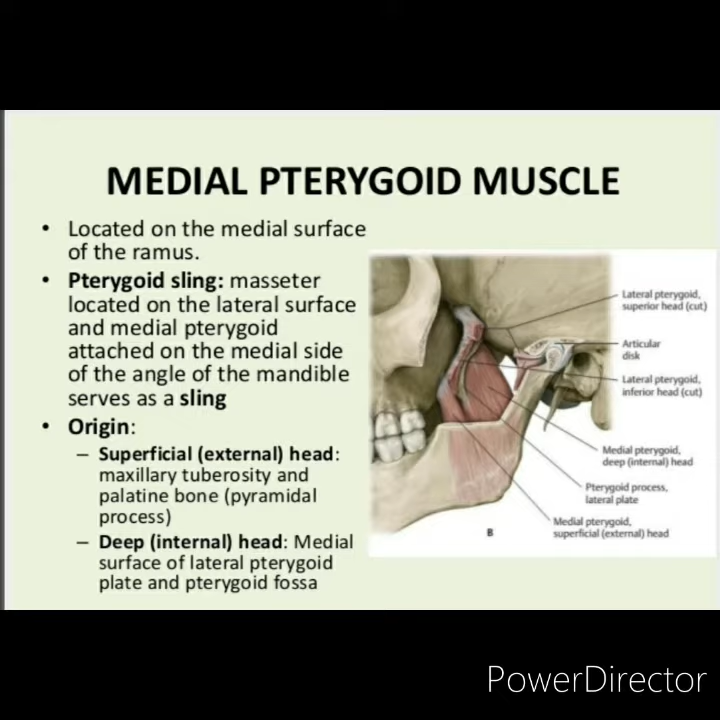 MEDIAL PTERYGOID MUSCLE
• Located on the medial surface
of the ramus.
• Pterygoid sling: masseter
located on the lateral surface
and medial pterygoid
attached on the medial side
of the angle of the mandible
serves as a sling
• Origin:
– Superficial (external) head:
maxillary tuberosity and
palatine bone (pyramidal
process)
– Deep (internal) head: Medial
surface of lateral pterygoid
plate and pterygoid fossa
Lateral pterygoid,
superior head (cut)
Articular
disk
Lateral pterygoid,
inferior head (cut)
Medial pterygoid,
deep (internal) head
Pterygoid process,
lateral plate
Medial pterygoid,
superficial (external) head
B
PowerDirector